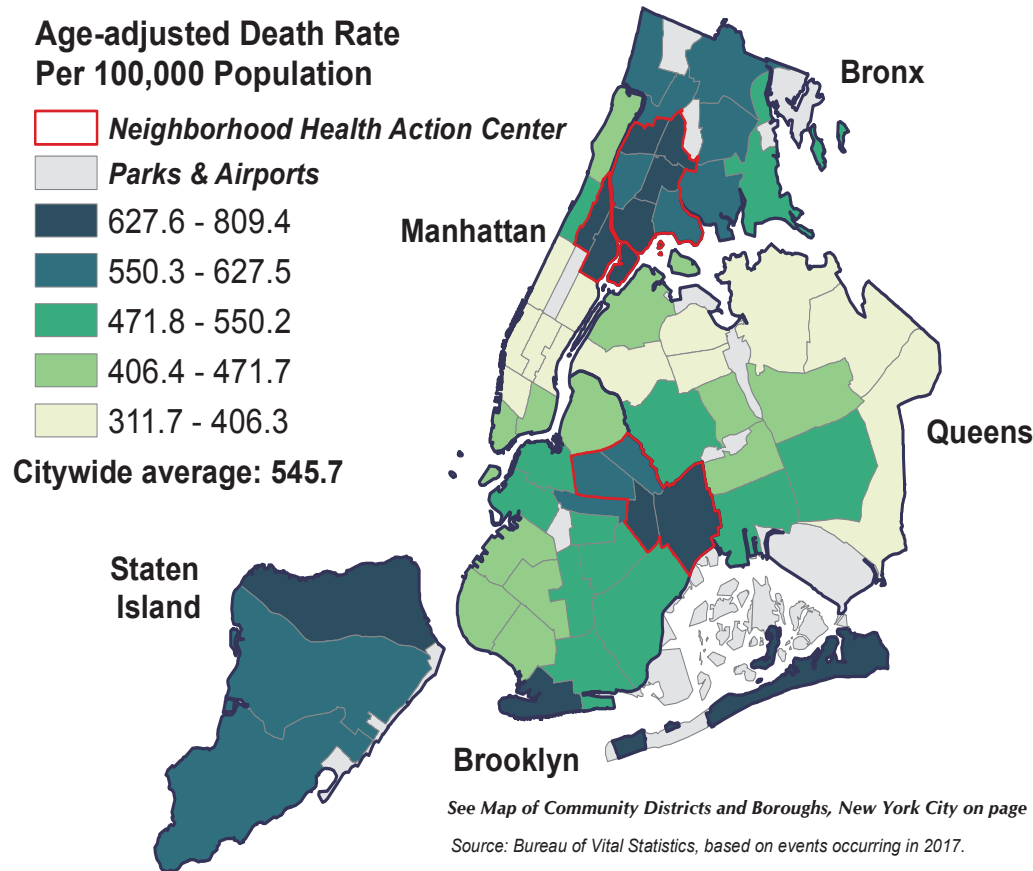 Age-adjusted Death Rate
Per 100,000 Population
Neighborhood Health Action Center
Parks & Airports
627.6 - 809.4
550.3 - 627.5
471.8 - 550.2
406.4 - 471.7
311.7 - 406.3
Citywide average: 545.7
Bronx
Manhattan
Queens
Staten
Island
Brooklyn
See Map of Community Districts and Boroughs, New York City on page
Source: Bureau of Vital Statistics, based on events occurring in 2017.